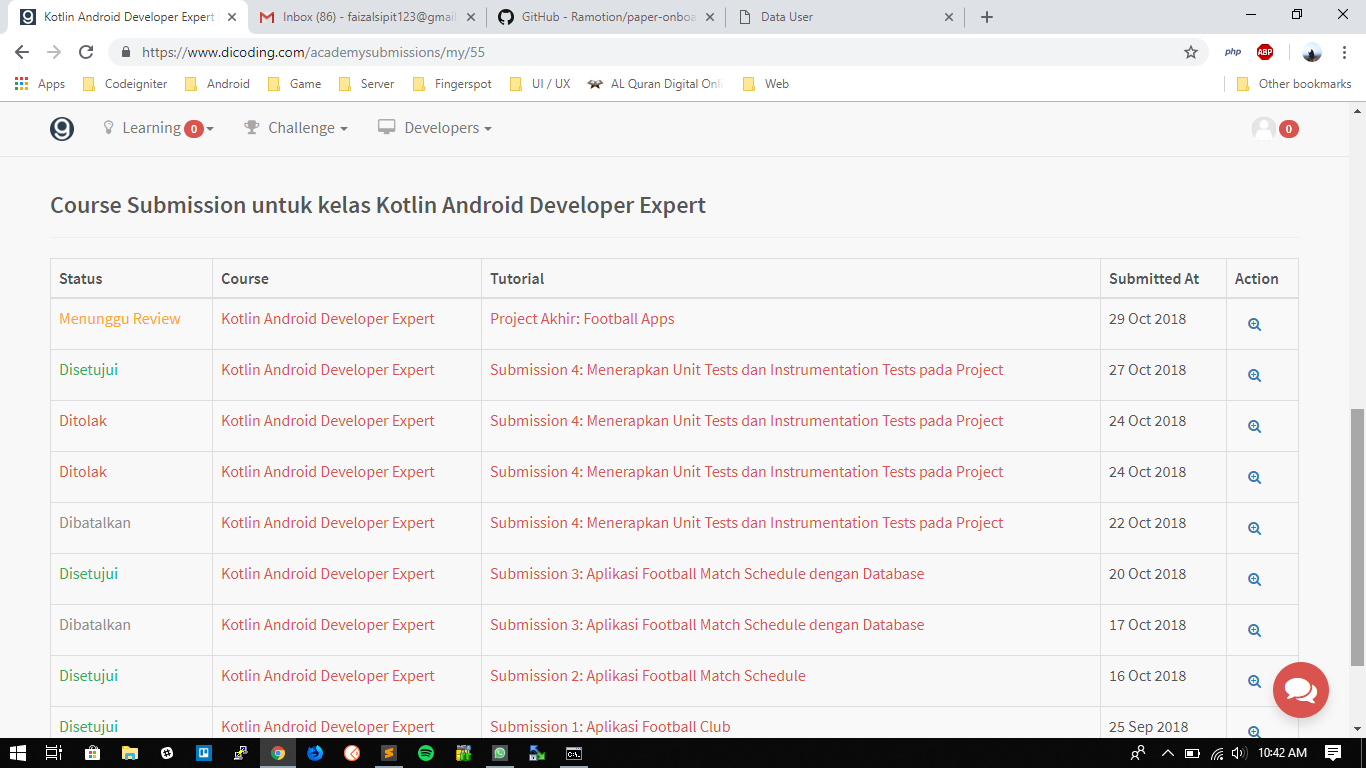 Kotlin Android Developer Expert
Inbox (86) - faizalsipit123@gmail
GitHub - Ramotion/paper-onboa
Data User
https://www.dicoding.com/academysubmissions/my/55
php
ABP
Apps
Codeigniter
Android
Game
Server
Fingerspot
UI / UX
AL Quran Digital Onli
Web
Other bookmarks
Learning 0
Challenge
Developers
0
Course Submission untuk kelas Kotlin Android Developer Expert
Status Course Tutorial Submitted At Action
Menunggu Review Kotlin Android Developer Expert Project Akhir: Football Apps 29 Oct 2018
Disetujui Kotlin Android Developer Expert Submission 4: Menerapkan Unit Tests dan Instrumentation Tests pada Project 27 Oct 2018
Ditolak Kotlin Android Developer Expert Submission 4: Menerapkan Unit Tests dan Instrumentation Tests pada Project 24 Oct 2018
Ditolak Kotlin Android Developer Expert Submission 4: Menerapkan Unit Tests dan Instrumentation Tests pada Project 24 Oct 2018
Dibatalkan Kotlin Android Developer Expert Submission 4: Menerapkan Unit Tests dan Instrumentation Tests pada Project 22 Oct 2018
Disetujui Kotlin Android Developer Expert Submission 3: Aplikasi Football Match Schedule dengan Database 20 Oct 2018
Dibatalkan Kotlin Android Developer Expert Submission 3: Aplikasi Football Match Schedule dengan Database 17 Oct 2018
Disetujui Kotlin Android Developer Expert Submission 2: Aplikasi Football Match Schedule 16 Oct 2018
Disetujui Kotlin Android Developer Expert Submission 1: Aplikasi Football Club 25 Sep 2018
10:42 AM